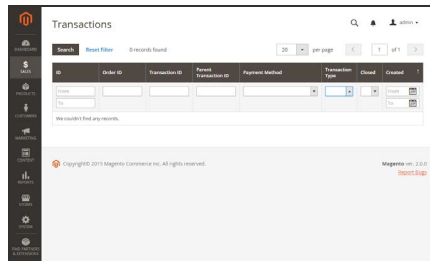 Transactions
admin
Search Reset filter 0 records found 20 per page 1 of 1
ID Order ID Transaction ID Parent Transaction ID Payment Method Transaction Type Closed Created
From From
To To
We couldn't find any records.
DASHBOARD
SALES
PRODUCTS
CUSTOMERS
MARKETING
CONTENT
REPORTS
STORES
SYSTEM
FIND PARTNERS
& EXTENSIONS
Copyright© 2015 Magento Commerce Inc. All rights reserved.
Magento ver. 2.0.0
Report Bugs